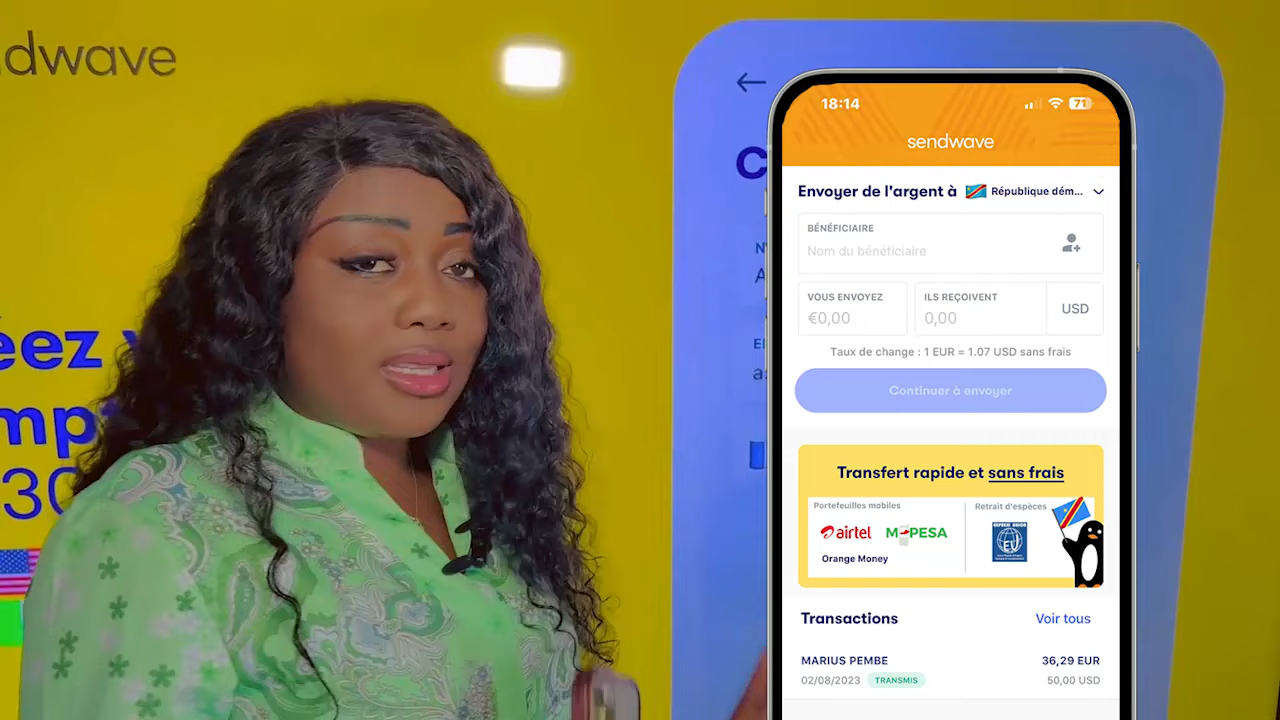 dwave
éez
mp
30
18:14
71
sendwave
Envoyer de l'argent à République dém...
BÉNÉFICIAIRE
Nom du bénéficiaire
VOUS ENVOYEZ
€0,00
ILS REÇOIVENT
0,00
USD
Taux de change : 1 EUR = 1.07 USD sans frais
Continuer à envoyer
Transfert rapide et sans frais
Portefeuilles mobiles
airtel
M-PESA
Orange Money
Retrait d'espèces
Transactions
Voir tous
MARIUS PEMBE
36,29 EUR
02/08/2023
TRANSMIS
50,00 USD